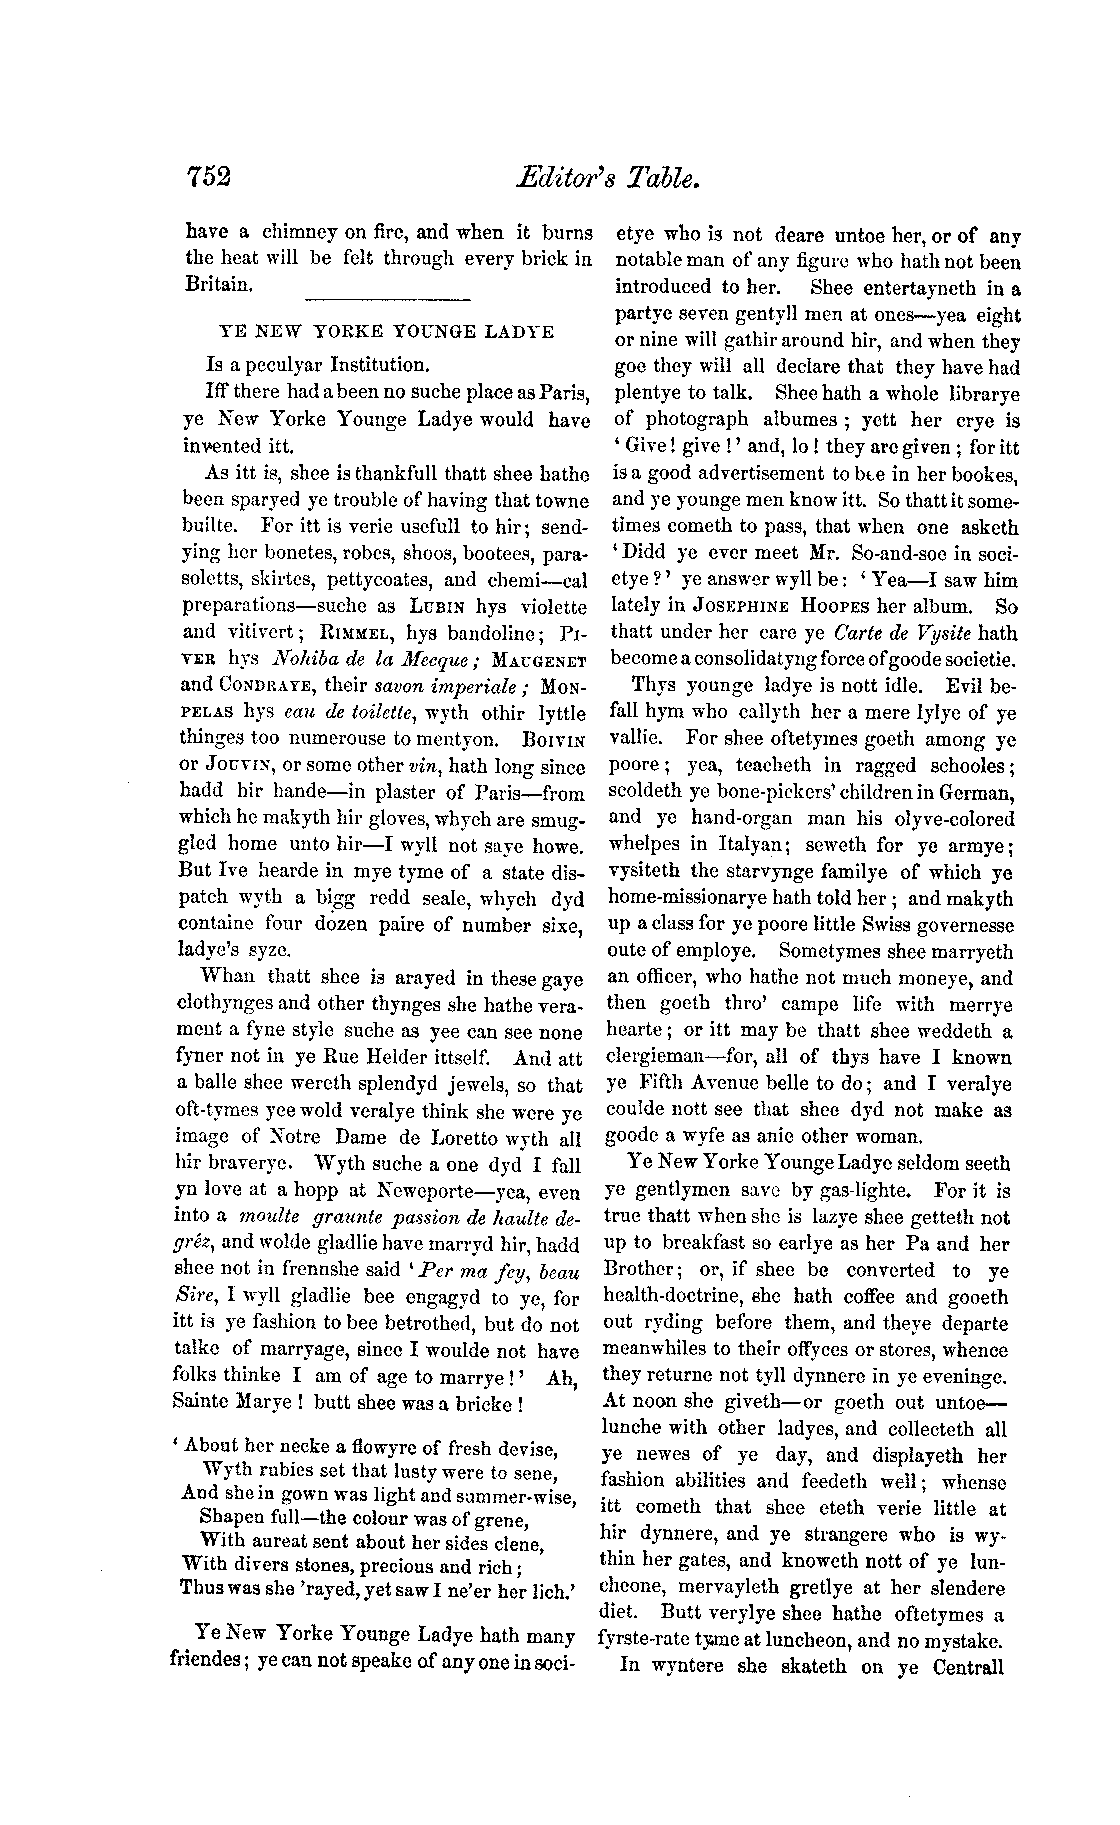 752
Editor's Table.
have a chimney on fire, and when it burns
the heat will be felt through every brick in
Britain.
YE NEW YORKE YOUNGE LADYE
Is a peculyar Institution.
Iff there had a been no suche place as Paris,
ye New Yorke Younge Ladye would have
invented itt.
As itt is, shee is thankfull thatt shee hathe
been sparyed ye trouble of having that towne
builte. For itt is verie usefull to hir; send-
ying her bonetes, robes, shoos, bootees, para-
soletts, skirtes, pettycoates, and chemi—cal
preparations—suche as LUBIN hys violette
and vitivert; RIMMEL, hys bandoline; PI-
VER hys Nohiba de la Mecque; MAUGENET
and CONDRAYE, their savon imperiale; MON-
PELAS hys eau de toilette, wyth othir lyttle
thinges too numerouse to mentyon. BOIVIN
or JOUVIN, or some other vin, hath long since
hadd hir hande—in plaster of Paris—from
which he makyth hir gloves, whych are smug-
gled home unto hir—I wyll not saye howe.
But Ive hearde in mye tyme of a state dis-
patch wyth a bigg redd seale, whych dyd
containe four dozen paire of number sixe,
ladye's syze.
Whan thatt shee is arayed in these gaye
clothynges and other thynges she hathe vera-
ment a fyne style suche as yee can see none
fyner not in ye Rue Helder ittself. And att
a balle shee wereth splendyd jewels, so that
oft-tymes yee wold veralye think she were ye
image of Notre Dame de Loretto wyth all
hir braverye. Wyth suche a one dyd I fall
yn love at a hopp at Neweporte—yea, even
into a moulte graunte passion de haulte de-
gréz, and wolde gladlie have marryd hir, hadd
shee not in frennshe said 'Per ma fey, beau
Sire, I wyll gladlie bee engagyd to ye, for
itt is ye fashion to bee betrothed, but do not
talke of marryage, since I woulde not have
folks thinke I am of age to marrye!' Ah,
Sainte Marye! butt shee was a bricke!
'About her necke a flowyre of fresh devise,
Wyth rubies set that lusty were to sene,
And she in gown was light and summer-wise,
Shapen full—the colour was of grene,
With aureat sent about her sides clene,
With divers stones, precious and rich;
Thus was she 'rayed, yet saw I ne'er her lich.'
Ye New Yorke Younge Ladye hath many
friendes; ye can not speake of any one in soci-
etye who is not deare untoe her, or of any
notable man of any figure who hath not been
introduced to her. Shee entertayneth in a
partye seven gentyll men at ones—yea eight
or nine will gathir around hir, and when they
goe they will all declare that they have had
plentye to talk. Shee hath a whole librarye
of photograph albumes; yett her crye is
'Give! give!' and, lo! they are given; for itt
is a good advertisement to bee in her bookes,
and ye younge men know itt. So thatt it some-
times cometh to pass, that when one asketh
'Didd ye ever meet Mr. So-and-soe in soci-
etye?' ye answer wyll be: 'Yea—I saw him
lately in JOSEPHINE HOOPES her album. So
thatt under her care ye Carte de Vysite hath
become a consolidatyng force of goode societie.
Thys younge ladye is nott idle. Evil be-
fall hym who callyth her a mere lylye of ye
vallie. For shee oftetymes goeth among ye
poore; yea, teacheth in ragged schooles;
scoldeth ye bone-pickers' children in German,
and ye hand-organ man his olyve-colored
whelpes in Italyan; seweth for ye armye;
vysiteth the starvynge familye of which ye
home-missionarye hath told her; and makyth
up a class for ye poore little Swiss governesse
oute of employe. Sometymes shee marryeth
an officer, who hathe not much moneye, and
then goeth thro' campe life with merrye
hearte; or itt may be thatt shee weddeth a
clergieman—for, all of thys have I known
ye Fifth Avenue belle to do; and I veralye
coulde nott see that shee dyd not make as
goode a wyfe as anie other woman.
Ye New Yorke Younge Ladye seldom seeth
ye gentlymen save by gas-lighte. For it is
true thatt when she is lazye shee getteth not
up to breakfast so earlye as her Pa and her
Brother; or, if shee be converted to ye
health-doctrine, she hath coffee and gooeth
out ryding before them, and theye departe
meanwhiles to their offyces or stores, whence
they returne not tyll dynnere in ye eveninge.
At noon she giveth—or goeth out untoe—
lunche with other ladyes, and collecteth all
ye newes of ye day, and displayeth her
fashion abilities and feedeth well; whense
itt cometh that shee eteth verie little at
hir dynnere, and ye strangere who is wy-
thin her gates, and knoweth nott of ye lun-
cheone, mervayleth gretlye at her slendere
diet. Butt verylye shee hathe oftetymes a
fyrste-rate tyme at luncheon, and no mystake.
In wyntere she skateth on ye Centrall